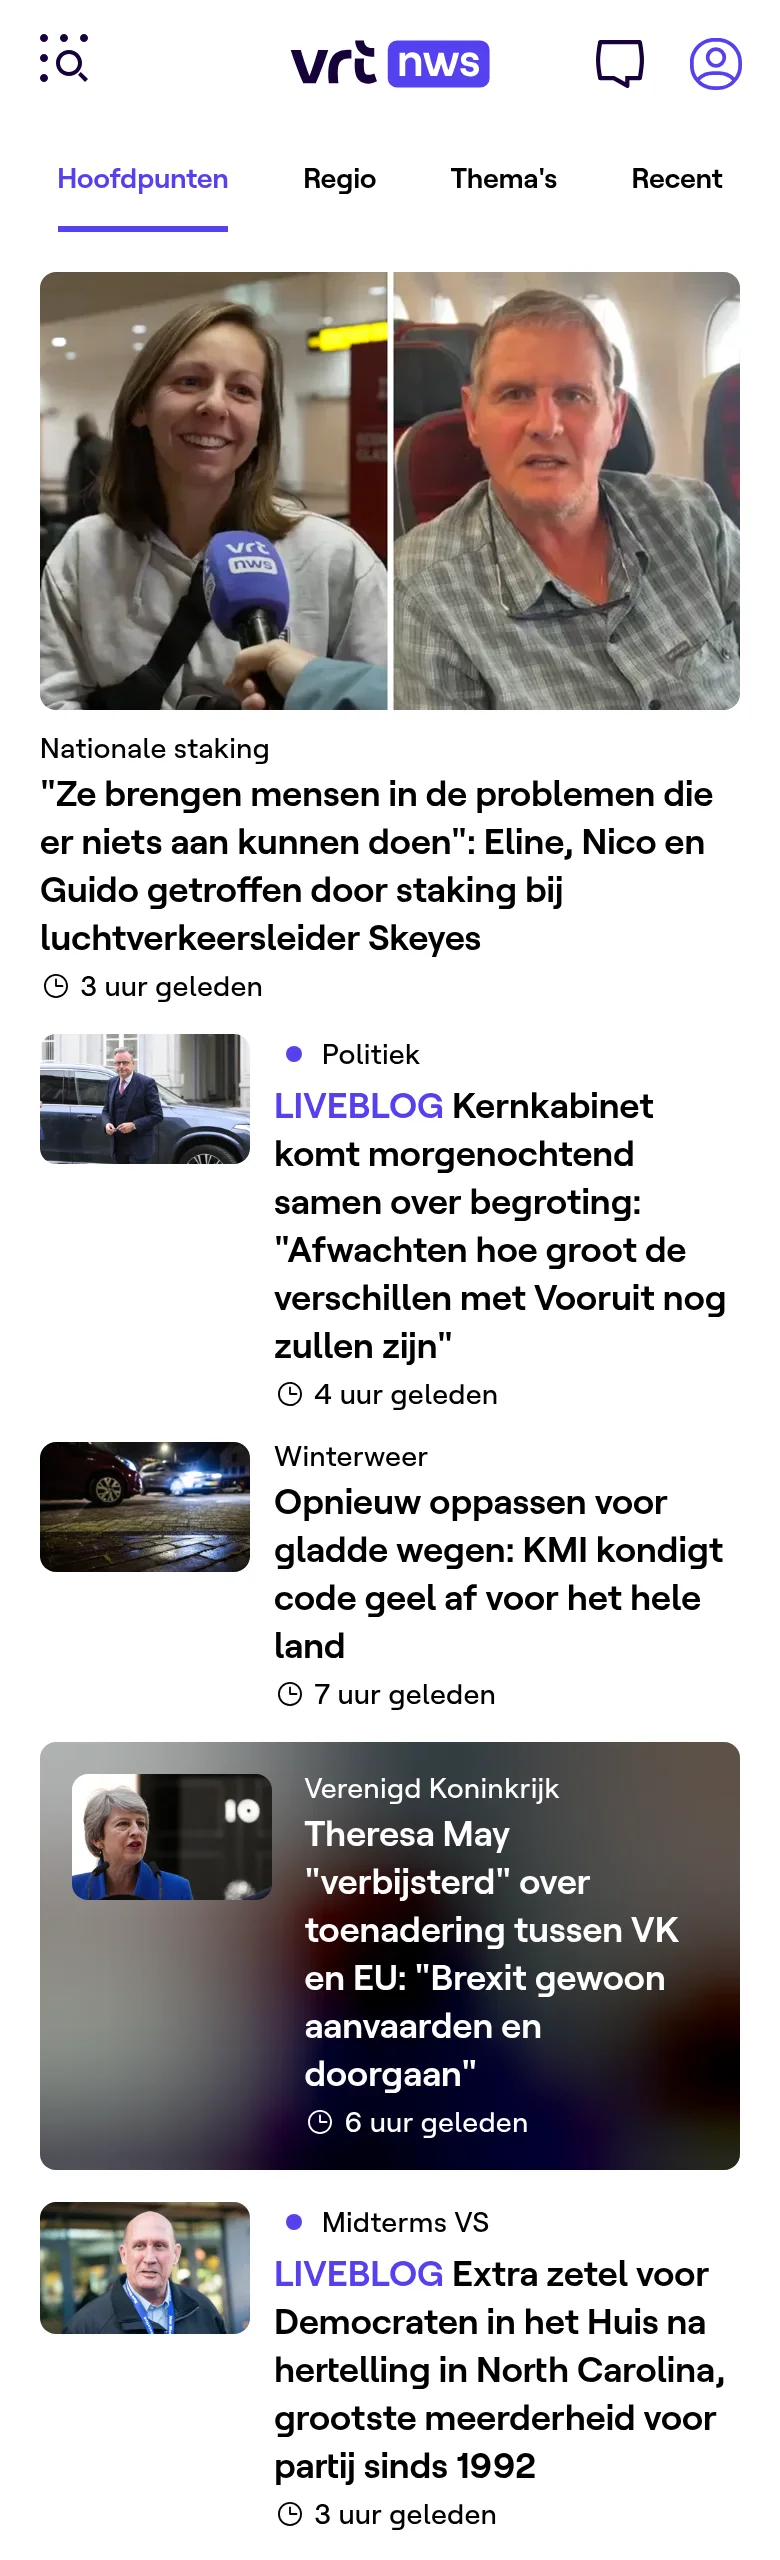 vrt nws
Hoofdpunten Regio Thema's Recent
vrt
nws
Nationale staking
"Ze brengen mensen in de problemen die
er niets aan kunnen doen": Eline, Nico en
Guido getroffen door staking bij
luchtverkeersleider Skeyes
3 uur geleden
Politiek
LIVEBLOG Kernkabinet
komt morgenochtend
samen over begroting:
"Afwachten hoe groot de
verschillen met Vooruit nog
zullen zijn"
4 uur geleden
Winterweer
Opnieuw oppassen voor
gladde wegen: KMI kondigt
code geel af voor het hele
land
7 uur geleden
10
Verenigd Koninkrijk
Theresa May
"verbijsterd" over
toenadering tussen VK
en EU: "Brexit gewoon
aanvaarden en
doorgaan"
6 uur geleden
Midterms VS
LIVEBLOG Extra zetel voor
Democraten in het Huis na
hertelling in North Carolina,
grootste meerderheid voor
partij sinds 1992
3 uur geleden